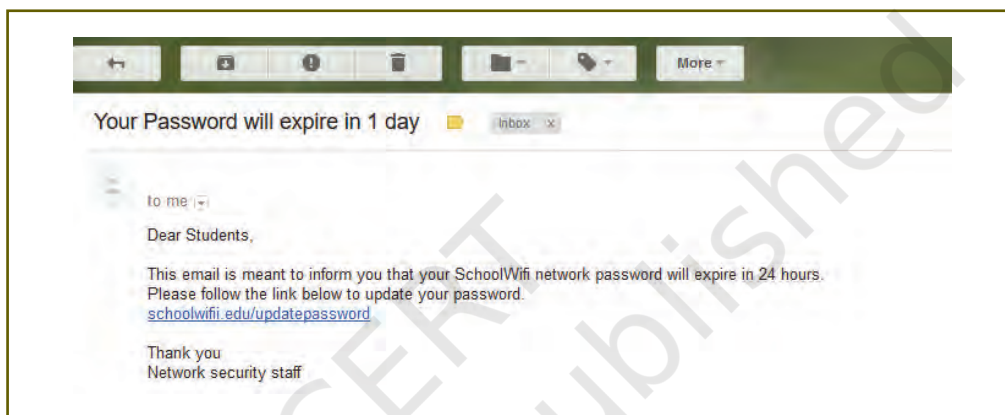 More
Your Password will expire in 1 day
Inbox x
to me
Dear Students,
This email is meant to inform you that your SchoolWifi network password will expire in 24 hours.
Please follow the link below to update your password.
schoolwifii.edu/updatepassword
Thank you
Network security staff